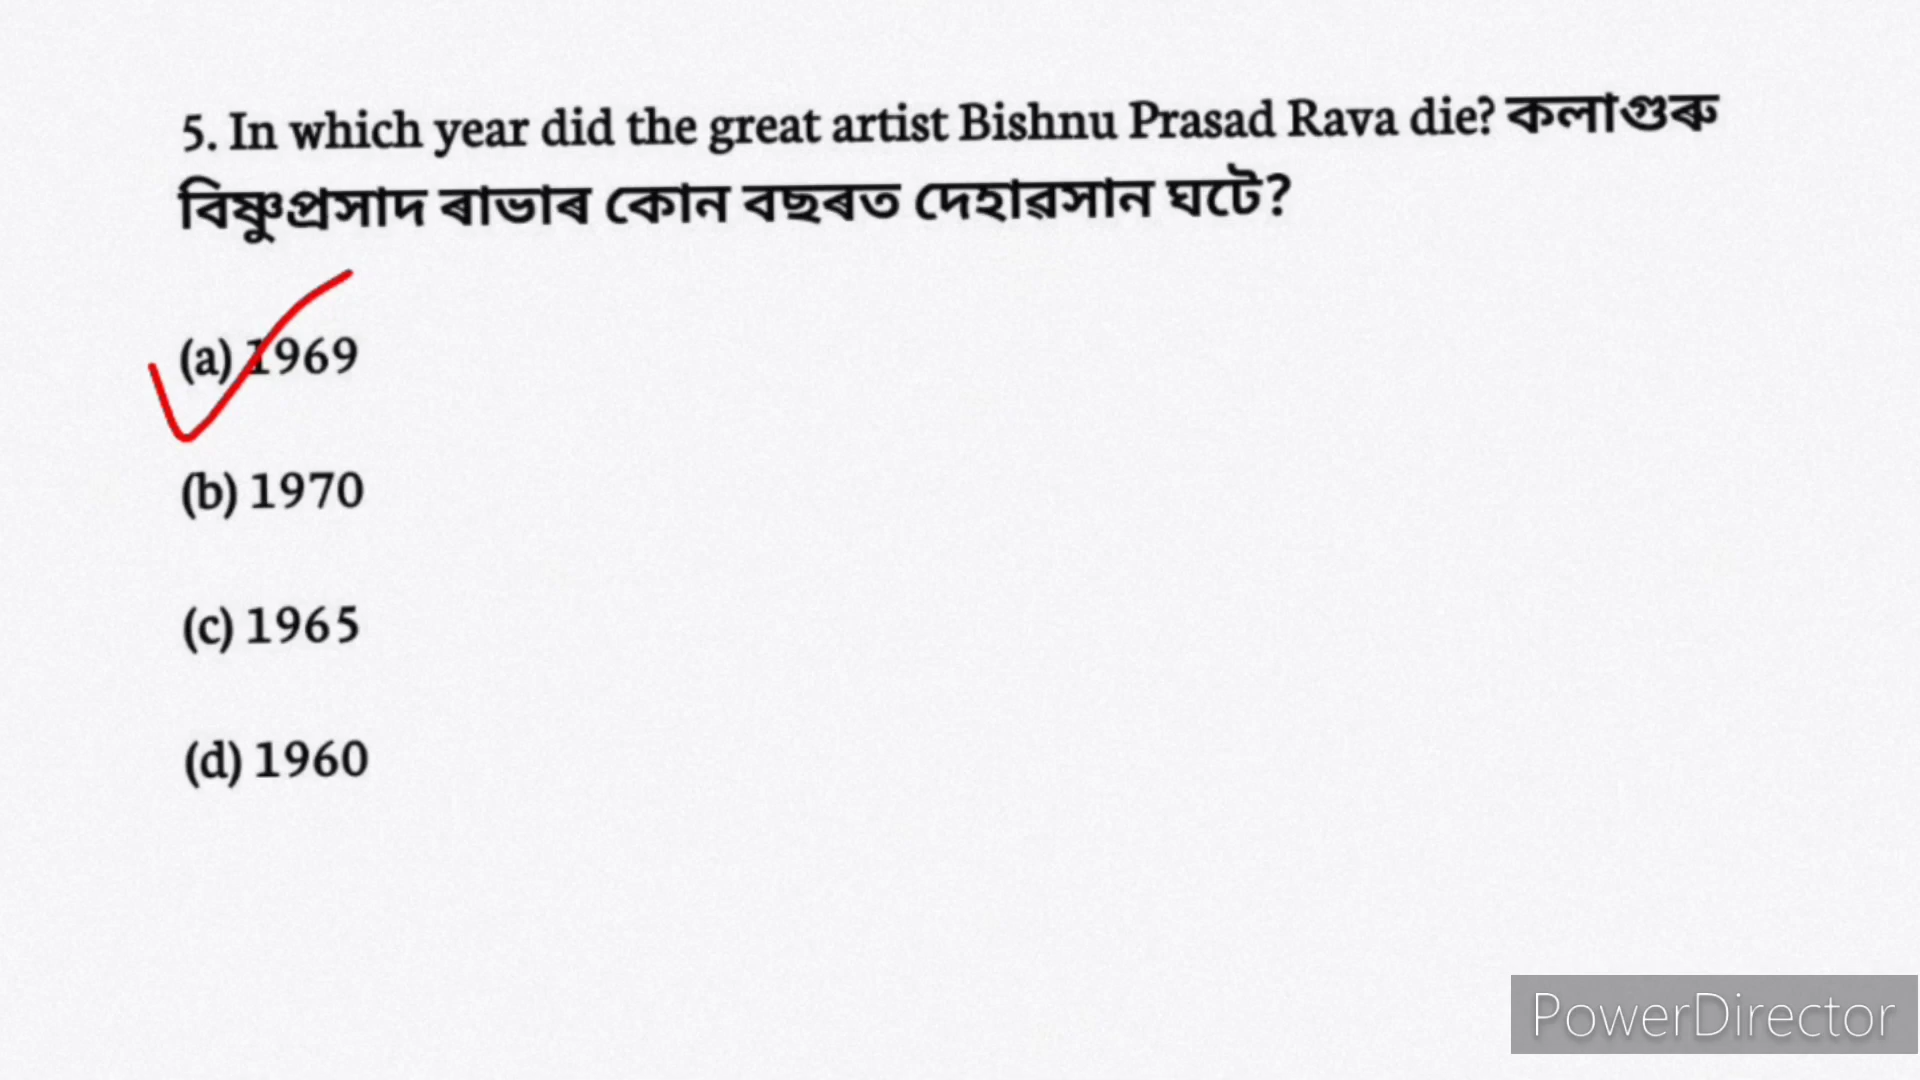 5. In which year did the great artist Bishnu Prasad Rava die? কলাগুৰু
বিষ্ণুপ্ৰসাদ ৰাভাৰ কোন বছৰত দেহাৱসান ঘটে?
(a) 1969
(b) 1970
(c) 1965
(d) 1960
PowerDirector